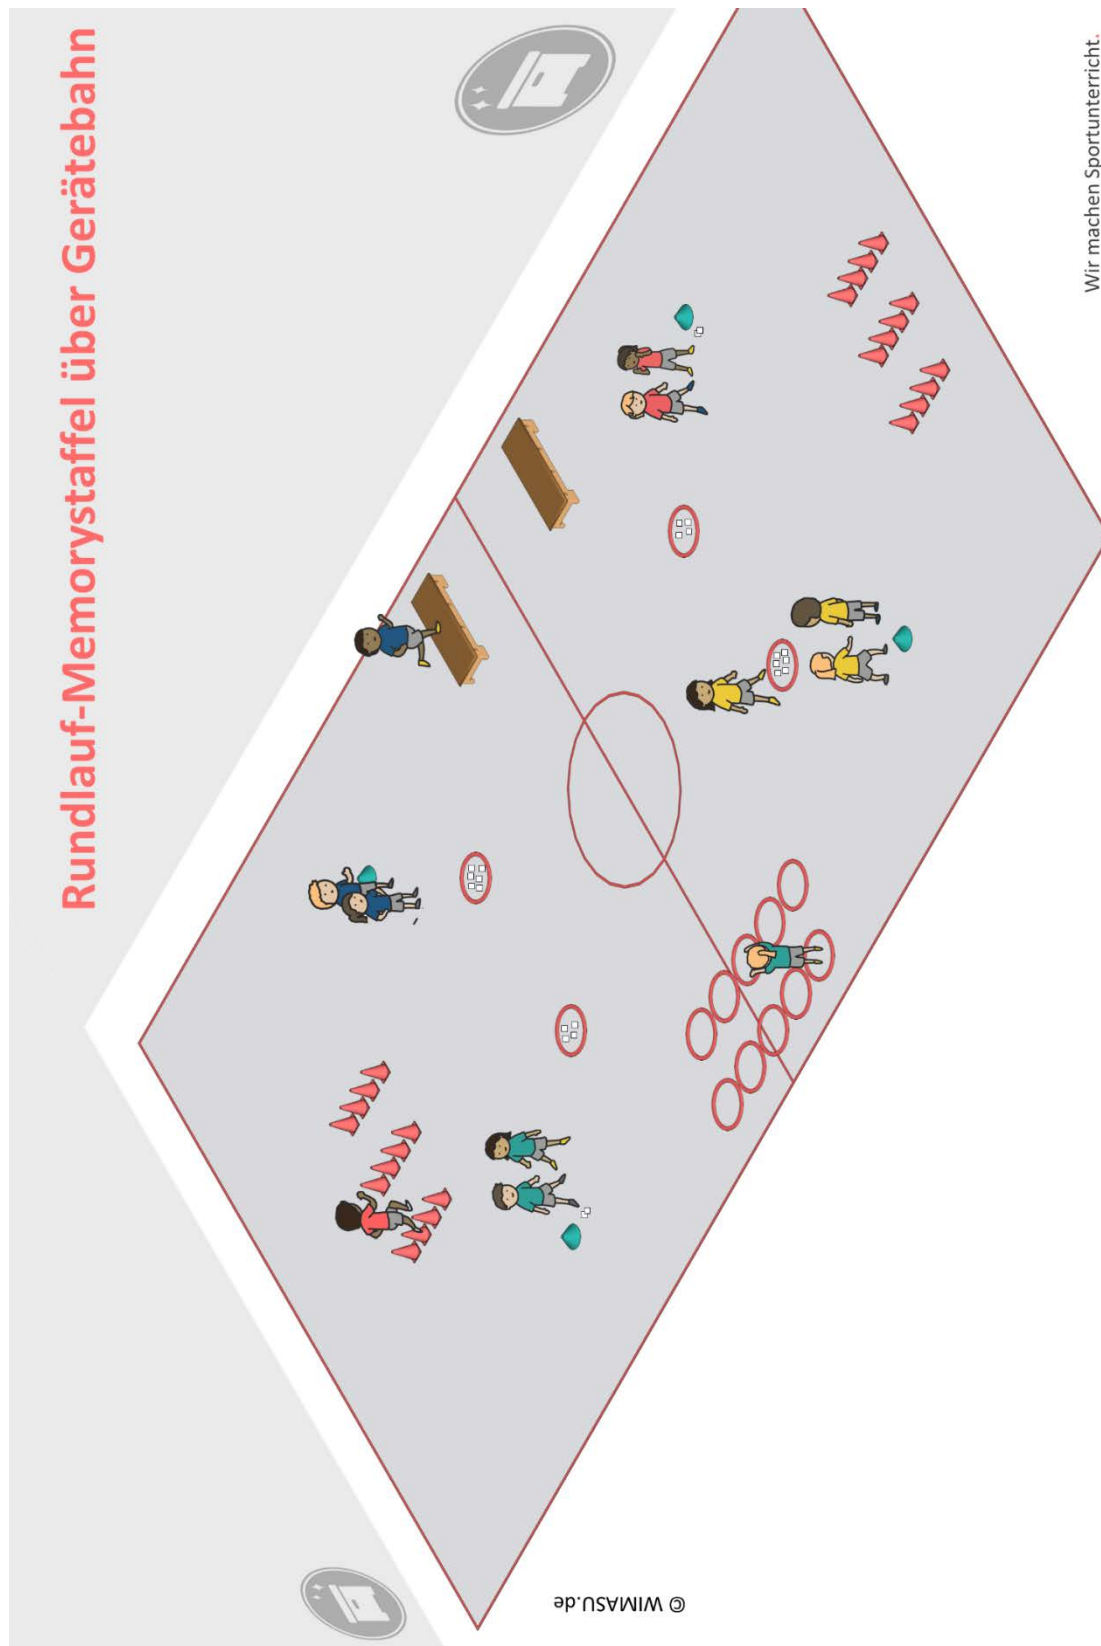 Rundlauf-Memorystaffel über Gerätebahn
Wir machen Sportunterricht.
© WIMASU.de